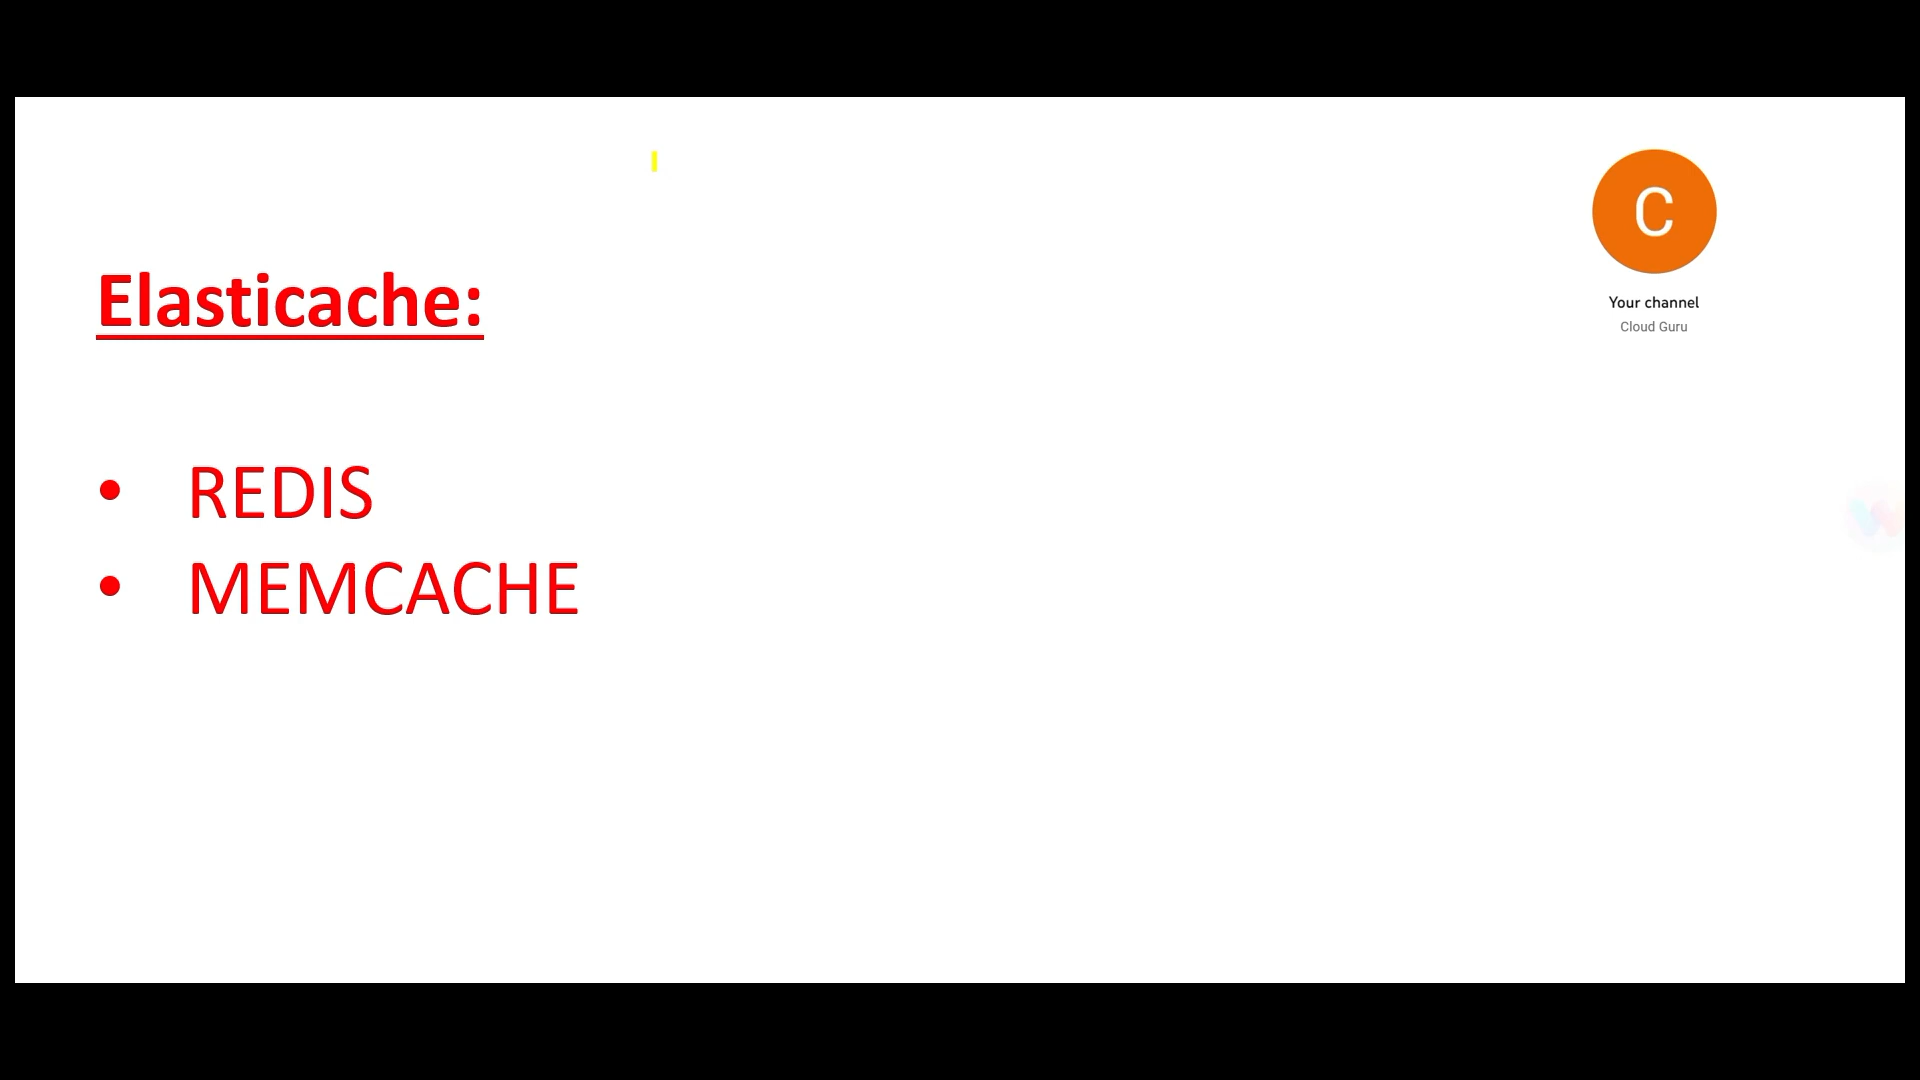 C
Your channel
Cloud Guru
Elasticache:
• REDIS
• MEMCACHE